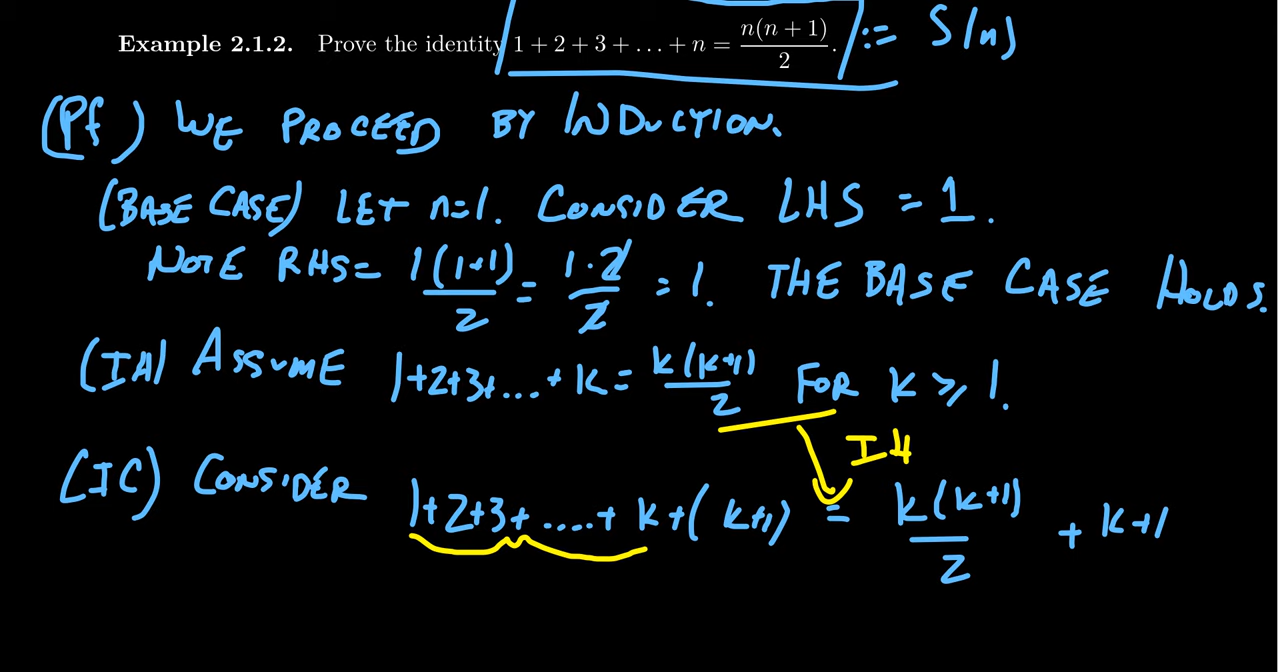 Example 2.1.2. Prove the identity 1 + 2 + 3 + … + n = n(n + 1)/2. := S(n)
(Pf) WE PROCEED BY INDUCTION.
(BASE CASE) LET n=1. CONSIDER LHS = 1.
NOTE RHS = 1(1+1)/2 = 1·2/2 = 1. THE BASE CASE HOLDS.
(IH) ASSUME 1+2+3+...+k = k(k+1)/2 FOR k ≥ 1.
IH
(IC) CONSIDER 1+2+3+....+k+(k+1) = k(k+1)/2 + k+1